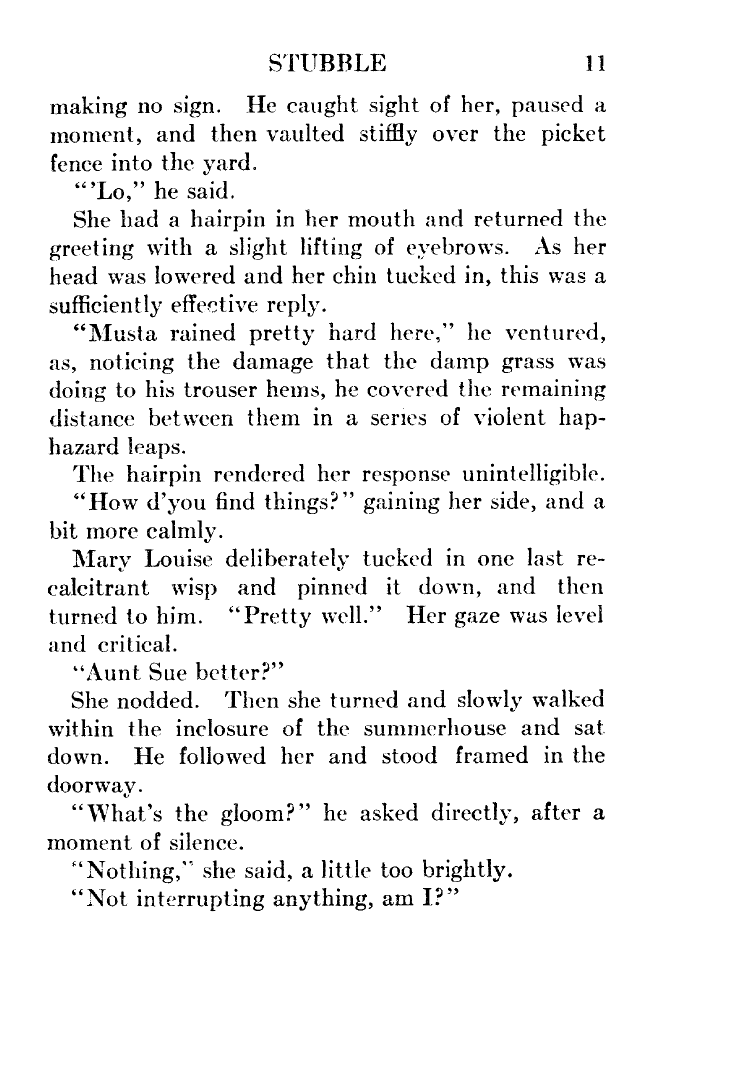 STUBBLE 11
making no sign. He caught sight of her, paused a
moment, and then vaulted stiffly over the picket
fence into the yard.
“’Lo,” he said.
She had a hairpin in her mouth and returned the
greeting with a slight lifting of eyebrows. As her
head was lowered and her chin tucked in, this was a
sufficiently effective reply.
“Musta rained pretty hard here,” he ventured,
as, noticing the damage that the damp grass was
doing to his trouser hems, he covered the remaining
distance between them in a series of violent hap-
hazard leaps.
The hairpin rendered her response unintelligible.
“How d’you find things?” gaining her side, and a
bit more calmly.
Mary Louise deliberately tucked in one last re-
calcitrant wisp and pinned it down, and then
turned to him. “Pretty well.” Her gaze was level
and critical.
“Aunt Sue better?”
She nodded. Then she turned and slowly walked
within the inclosure of the summerhouse and sat
down. He followed her and stood framed in the
doorway.
“What’s the gloom?” he asked directly, after a
moment of silence.
“Nothing,” she said, a little too brightly.
“Not interrupting anything, am I?”